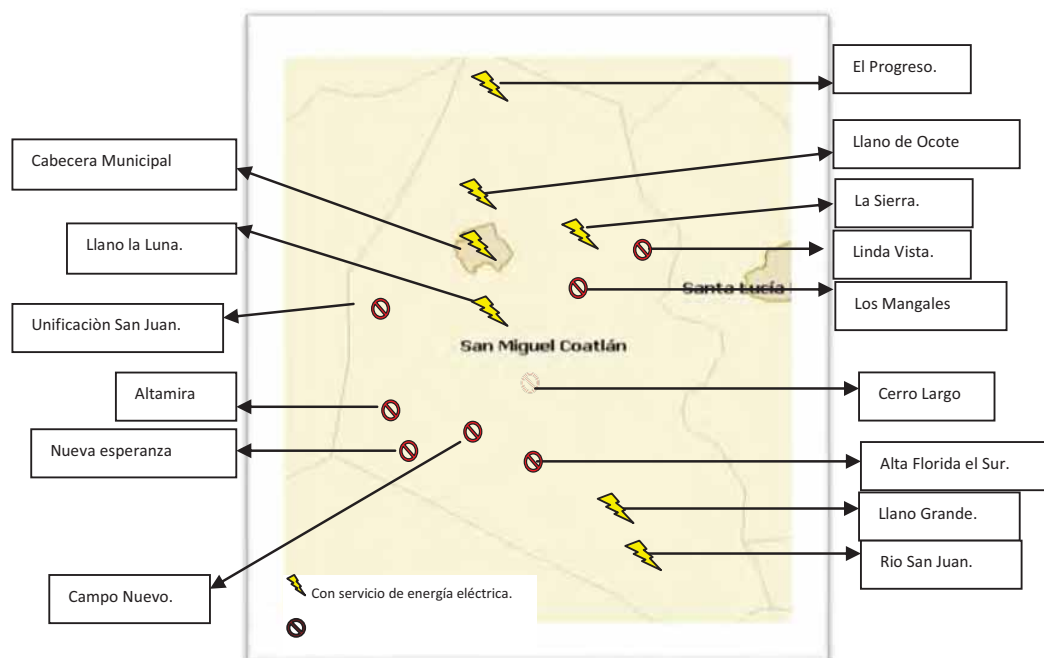 El Progreso.
Llano de Ocote
Cabecera Municipal
La Sierra.
Llano la Luna.
Linda Vista.
Santa Lucía
Los Mangales
Unificaciòn San Juan.
San Miguel Coatlán
Altamira
Cerro Largo
Nueva esperanza
Alta Florida el Sur.
Llano Grande.
Rio San Juan.
Campo Nuevo.
Con servicio de energía eléctrica.